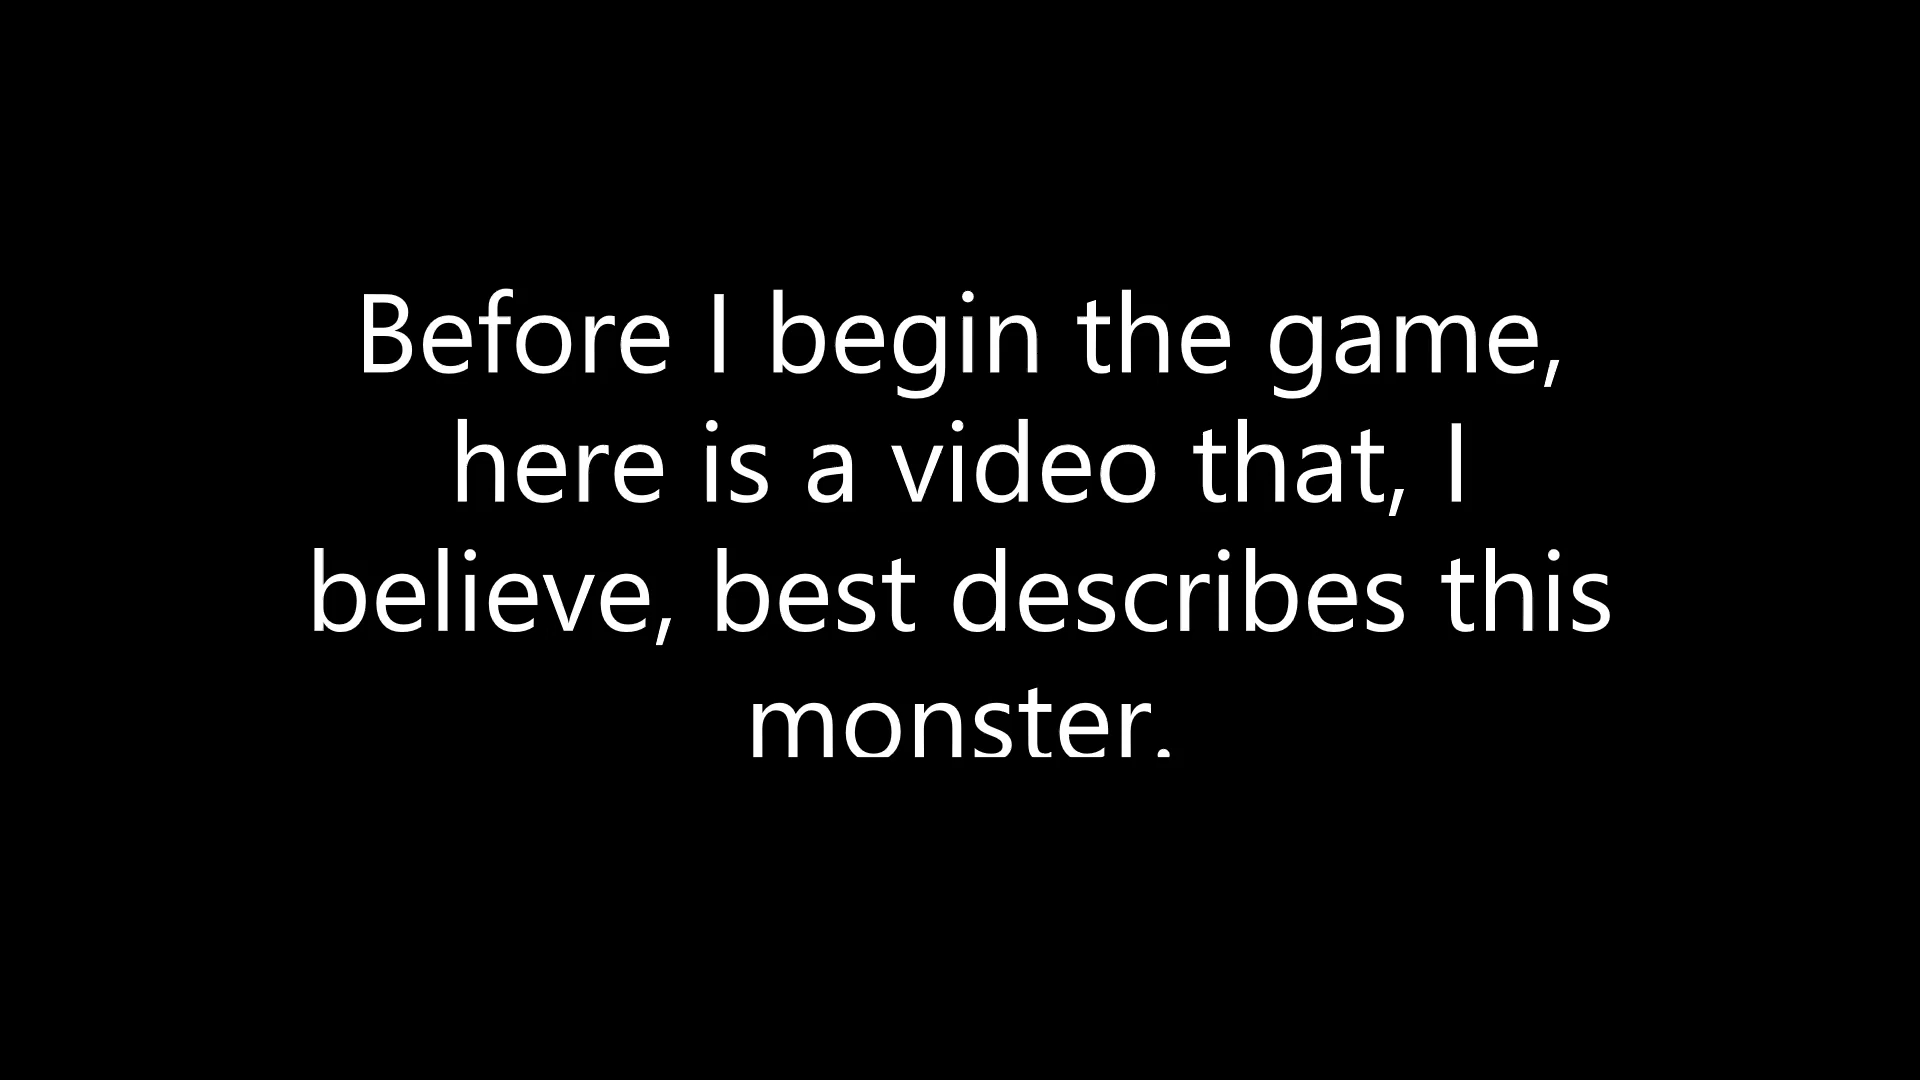 Before I begin the game,
here is a video that, I
believe, best describes this
monster.